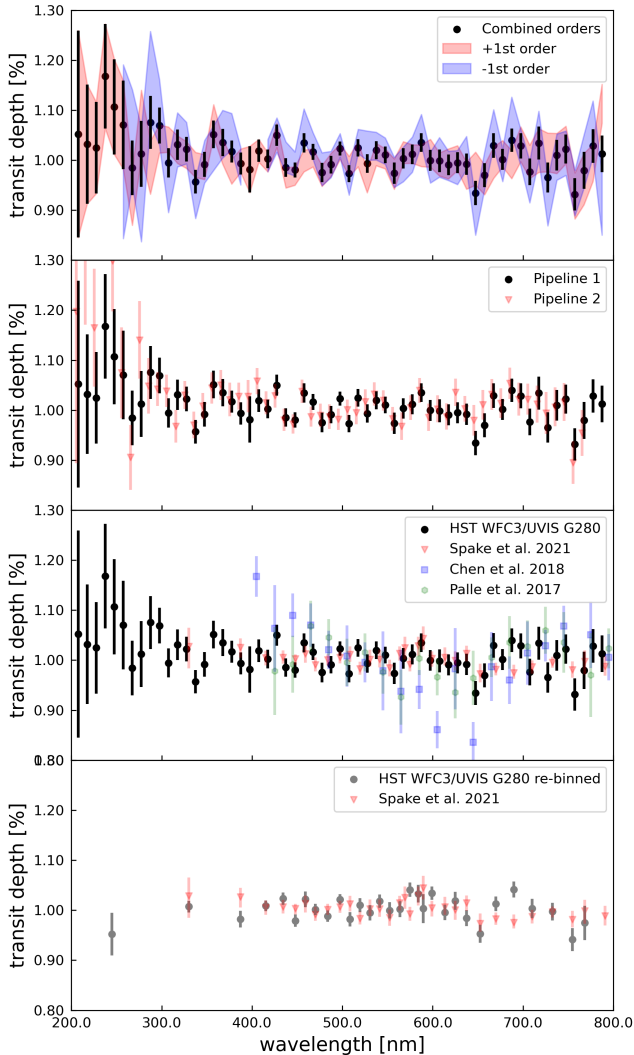 1.30
1.20
1.10
1.00
0.90
transit depth [%]
Combined orders
+1st order
-1st order
1.30
1.20
1.10
1.00
0.90
transit depth [%]
Pipeline 1
Pipeline 2
1.30
1.20
1.10
1.00
0.90
transit depth [%]
HST WFC3/UVIS G280
Spake et al. 2021
Chen et al. 2018
Palle et al. 2017
1.20
1.10
1.00
0.90
0.80
transit depth [%]
HST WFC3/UVIS G280 re-binned
Spake et al. 2021
200.0 300.0 400.0 500.0 600.0 700.0 800.0
wavelength [nm]